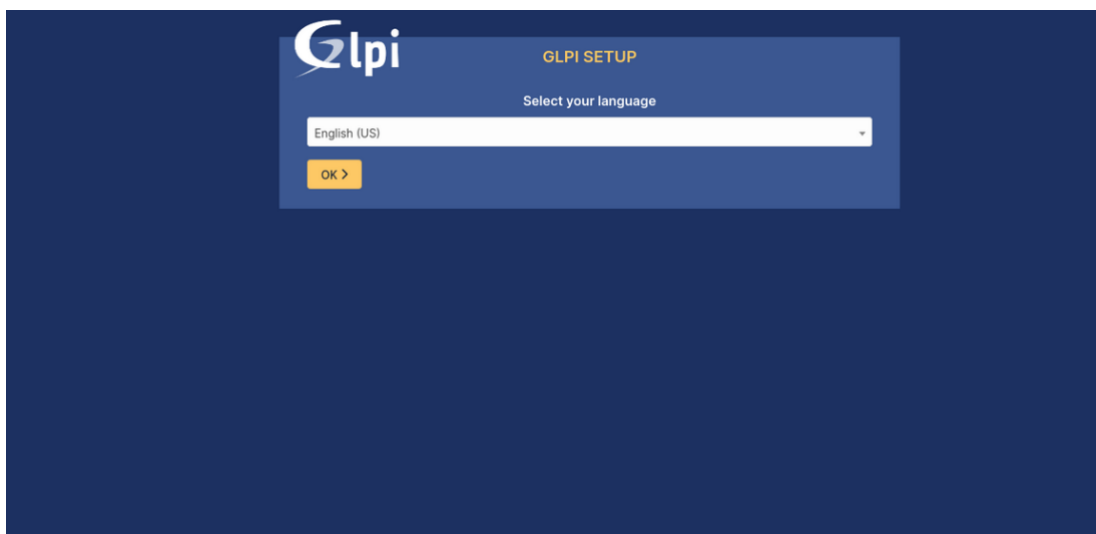 Glpi
GLPI SETUP
Select your language
English (US)
OK >